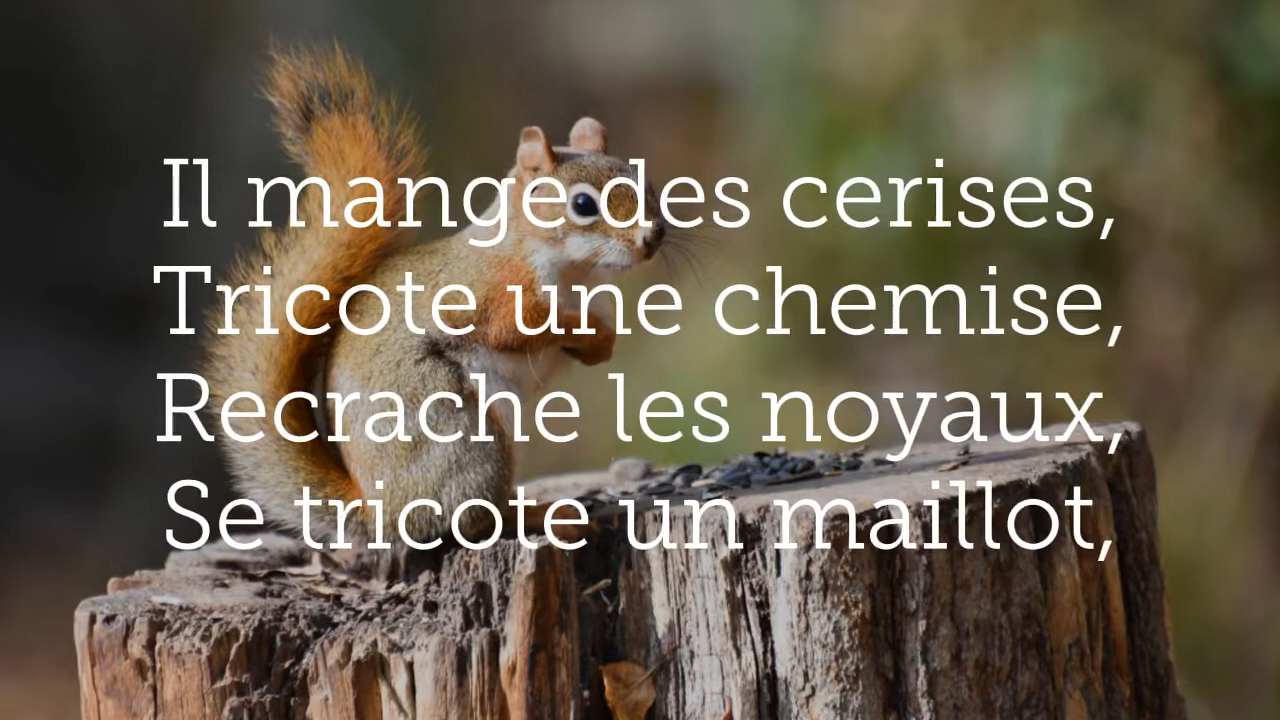 Il mange des cerises,
Tricote une chemise,
Recrache les noyaux,
Se tricote un maillot,